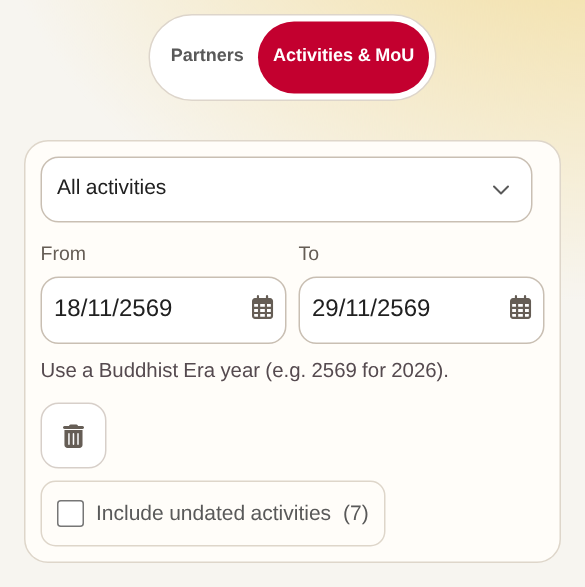 Partners
Activities & MoU
All activities
From
To
18/11/2569
29/11/2569
Use a Buddhist Era year (e.g. 2569 for 2026).
Include undated activities (7)